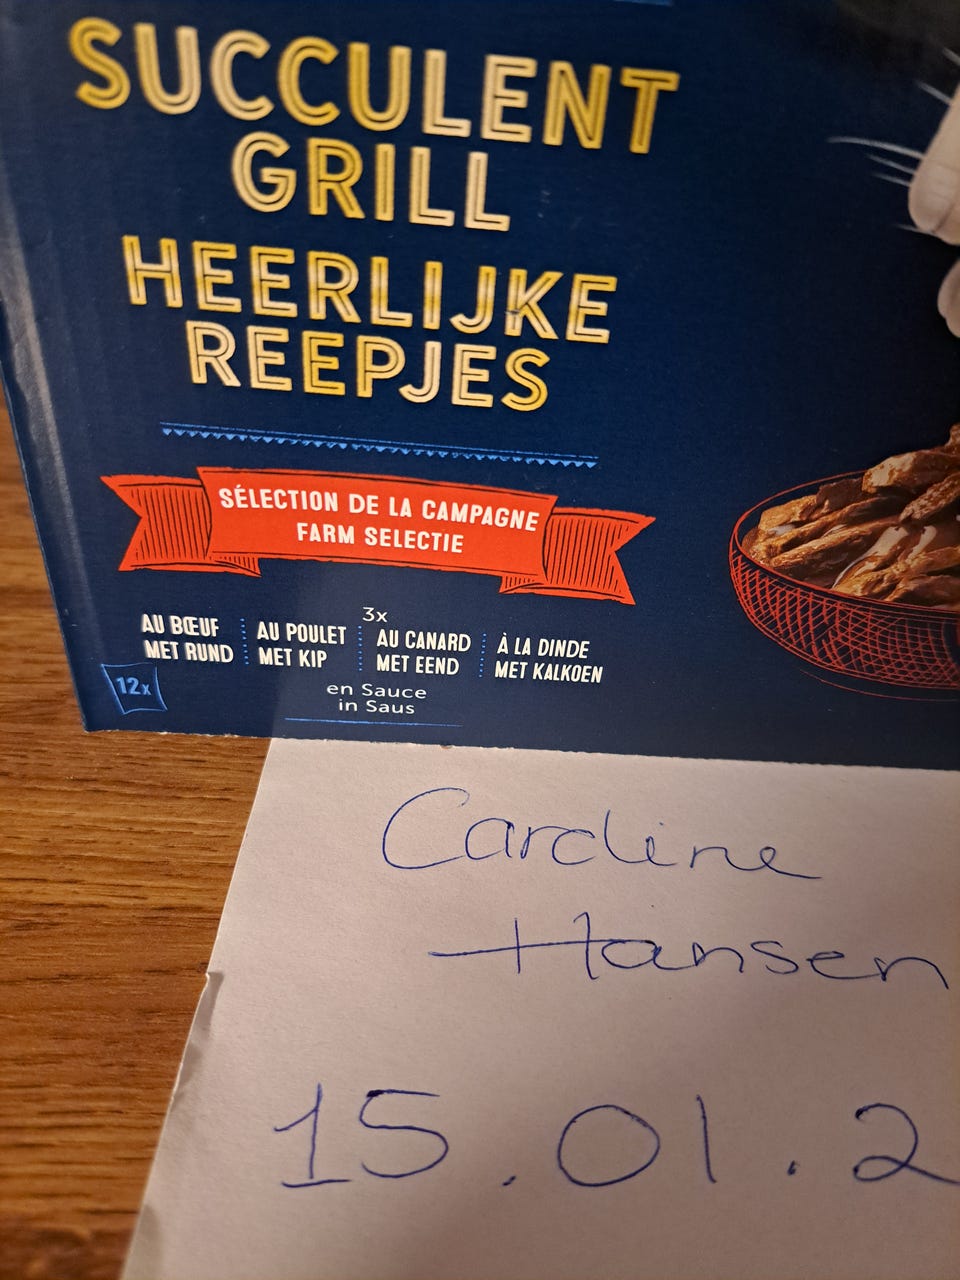 SUCCULENT
GRILL
HEERLIJKE
REEPJES
SÉLECTION DE LA CAMPAGNE
FARM SELECTIE
3x
AU BŒUF
MET RUND
AU POULET
MET KIP
AU CANARD
MET EEND
À LA DINDE
MET KALKOEN
12x
en Sauce
in Saus
Caroline
Hansen
15.01.2